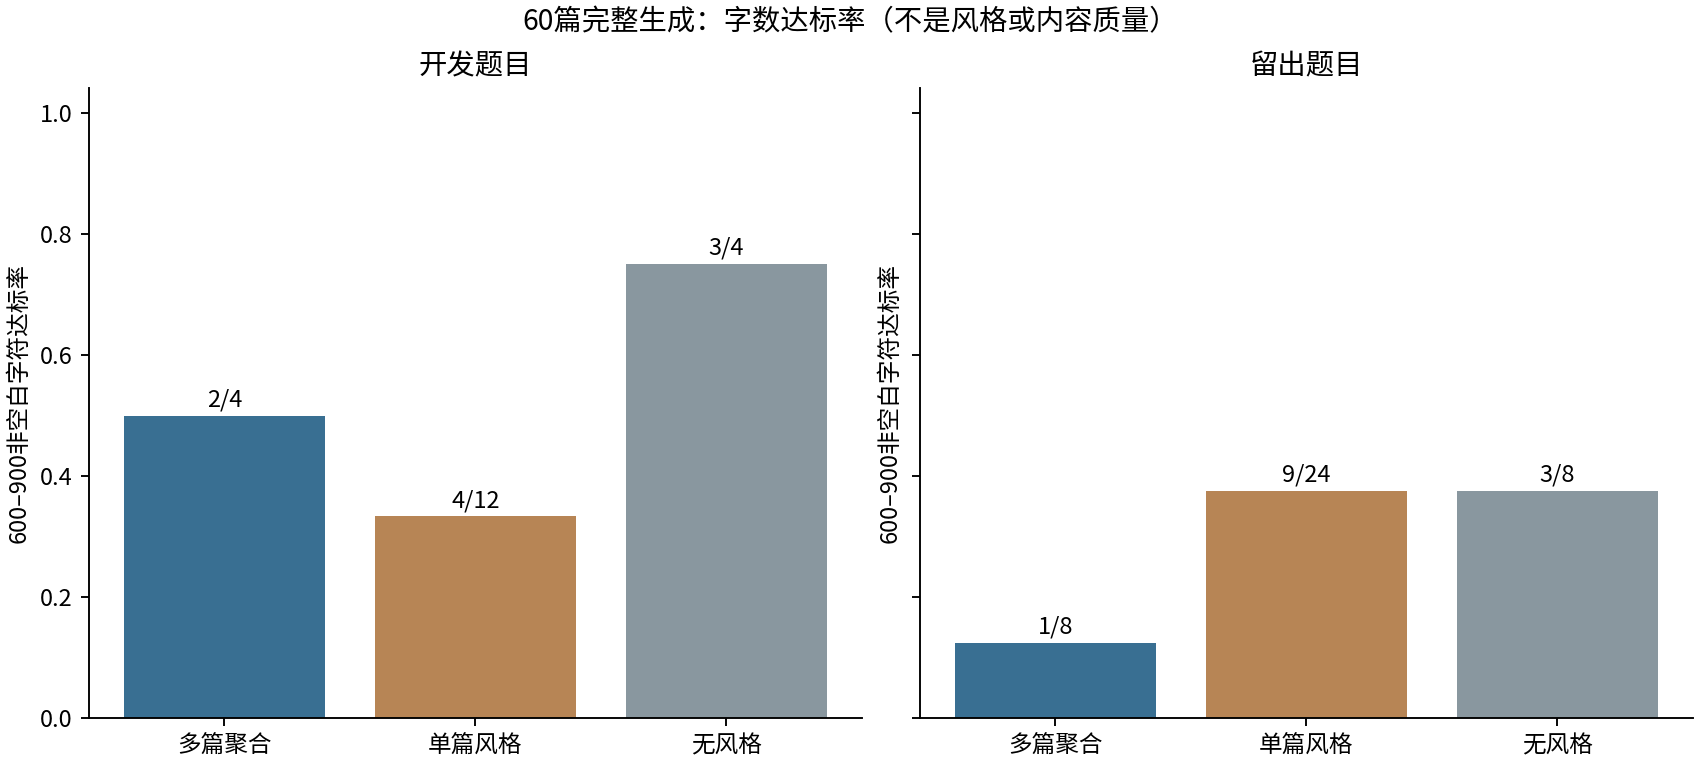 60篇完整生成：字数达标率（不是风格或内容质量）
开发题目
600–900非空白字符达标率
1.0
0.8
0.6
0.4
0.2
0.0
2/4
4/12
3/4
多篇聚合
单篇风格
无风格
留出题目
600–900非空白字符达标率
1/8
9/24
3/8
多篇聚合
单篇风格
无风格